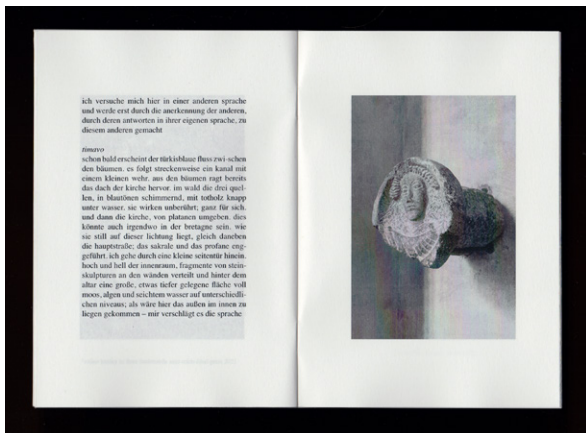 ich versuche mich hier in einer anderen sprache
und werde erst durch die anerkennung der anderen,
durch deren antworten in ihrer eigenen sprache, zu
diesem anderen gemacht
timavo
schon bald erscheint der türkisblaue fluss zwi-schen
den bäumen. es folgt streckenweise ein kanal mit
einem kleinen wehr. aus den bäumen ragt bereits
das dach der kirche hervor. im wald die drei quel-
len, in blautönen schimmernd, mit totholz knapp
unter wasser. sie wirken unberührt; ganz für sich.
und dann die kirche, von platanen umgeben. dies
könnte auch irgendwo in der bretagne sein. wie
sie still auf dieser lichtung liegt, gleich daneben
die hauptstraße; das sakrale und das profane eng-
geführt. ich gehe durch eine kleine seitentür hinein.
hoch und hell der innenraum, fragmente von stein-
skulpturen an den wänden verteilt und hinter dem
altar eine große, etwas tiefer gelegene fläche voll
moos, algen und seichtem wasser auf unterschiedli-
chen niveaus; als wäre hier das außen im innen zu
liegen gekommen – mir verschlägt es die sprache